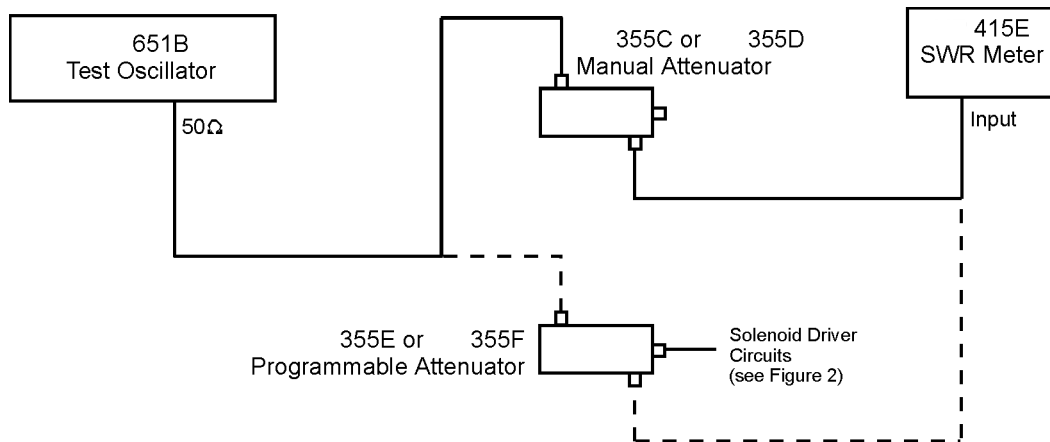 651B
Test Oscillator
50Ω
355C or 355D
Manual Attenuator
415E
SWR Meter
Input
355E or 355F
Programmable Attenuator
Solenoid Driver
Circuits
(see Figure 2)